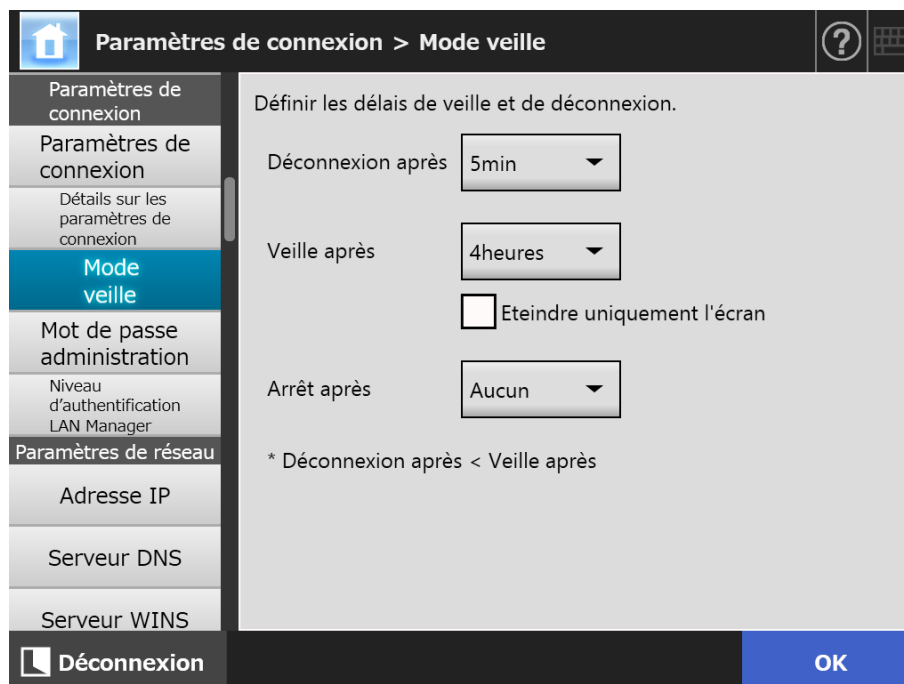 Paramètres de connexion > Mode veille
?
Paramètres de
connexion
Paramètres de
connexion
Détails sur les
paramètres de
connexion
Mode
veille
Mot de passe
administration
Niveau
d'authentification
LAN Manager
Paramètres de réseau
Adresse IP
Serveur DNS
Serveur WINS
Définir les délais de veille et de déconnexion.
Déconnexion après 5min
Veille après 4heures
Eteindre uniquement l'écran
Arrêt après Aucun
* Déconnexion après < Veille après
Déconnexion
OK